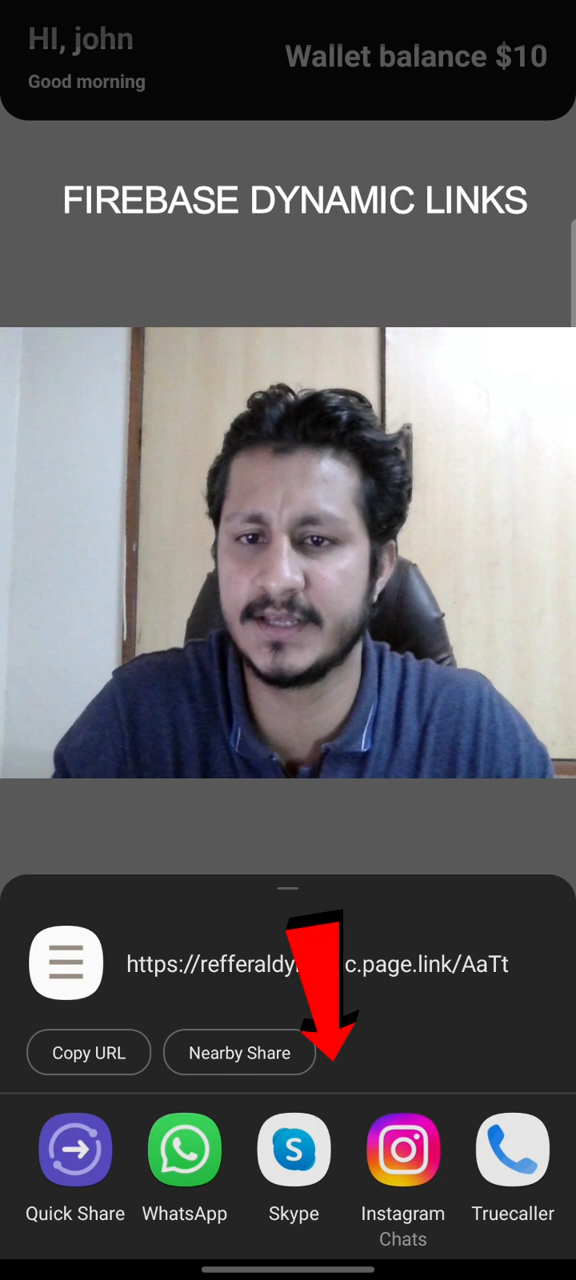 HI, john
Good morning
Wallet balance $10
FIREBASE DYNAMIC LINKS
https://refferaldy c.page.link/AaTt
Copy URL
Nearby Share
Quick Share
WhatsApp
Skype
Instagram
Chats
Truecaller